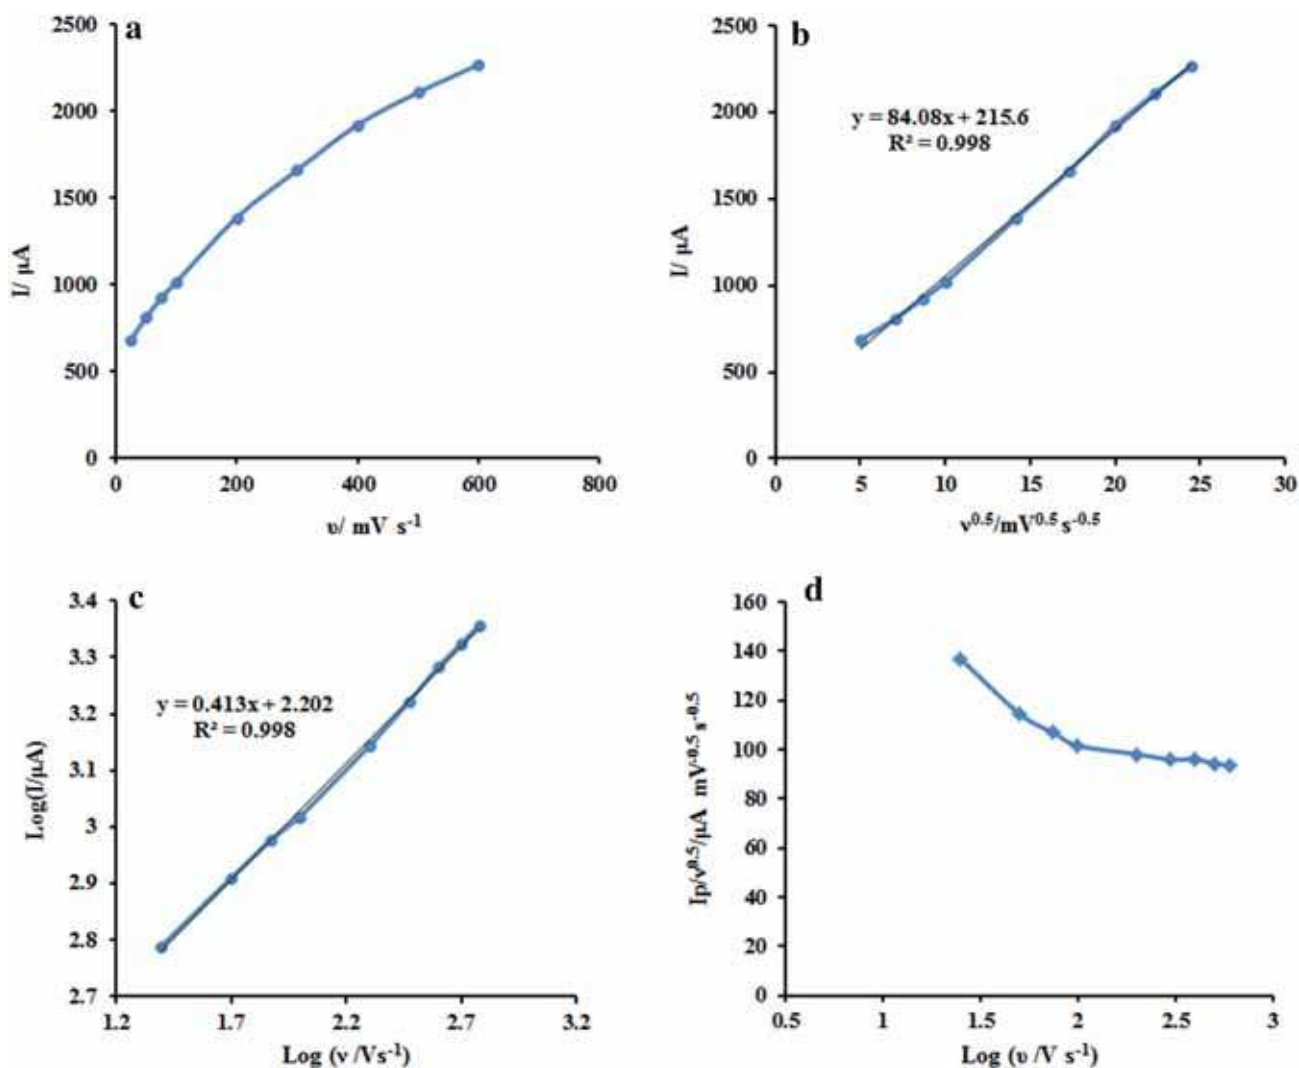 a
2500
2000
1500
1000
500
0
I/ μA
0 200 400 600 800
υ/ mV s⁻¹
b
2500
2000
1500
1000
500
0
I/ μA
y = 84.08x + 215.6
R² = 0.998
0 5 10 15 20 25 30
ν⁰·⁵/mV⁰·⁵ s⁻⁰·⁵
c
3.4
3.3
3.2
3.1
3
2.9
2.8
2.7
Log(I/μA)
y = 0.413x + 2.202
R² = 0.998
1.2 1.7 2.2 2.7 3.2
Log (ν /Vs⁻¹)
d
160
140
120
100
80
60
40
20
0
Ip/ν⁰·⁵/μA mV⁻⁰·⁵ s⁻⁰·⁵
0.5 1 1.5 2 2.5 3
Log (υ /V s⁻¹)